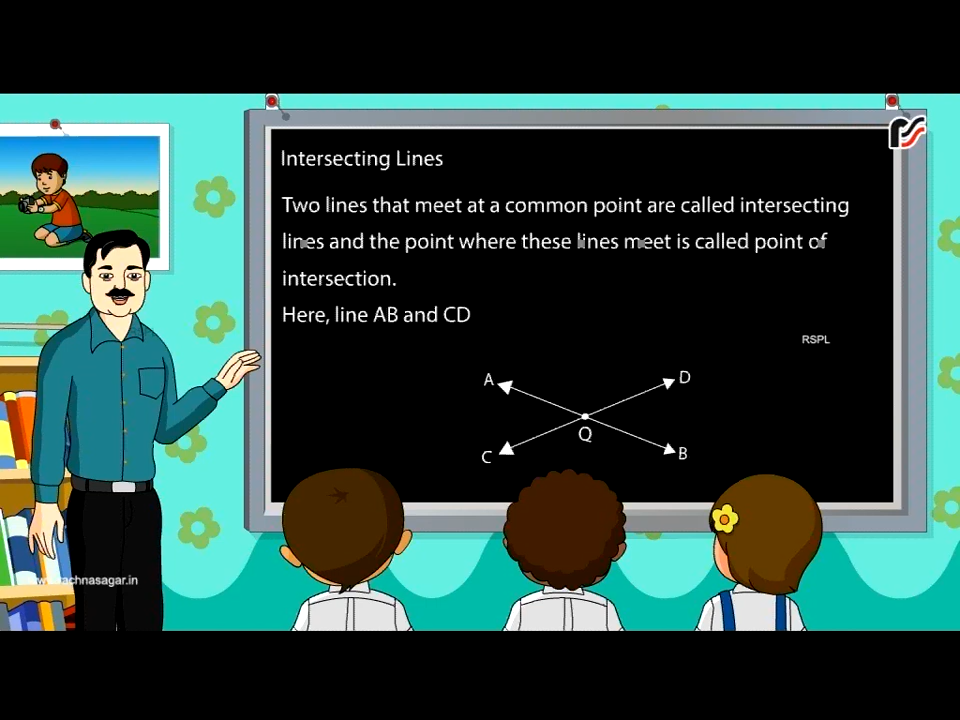 Intersecting Lines
Two lines that meet at a common point are called intersecting
lines and the point where these lines meet is called point of
intersection.
Here, line AB and CD
RSPL
A
D
Q
C
B